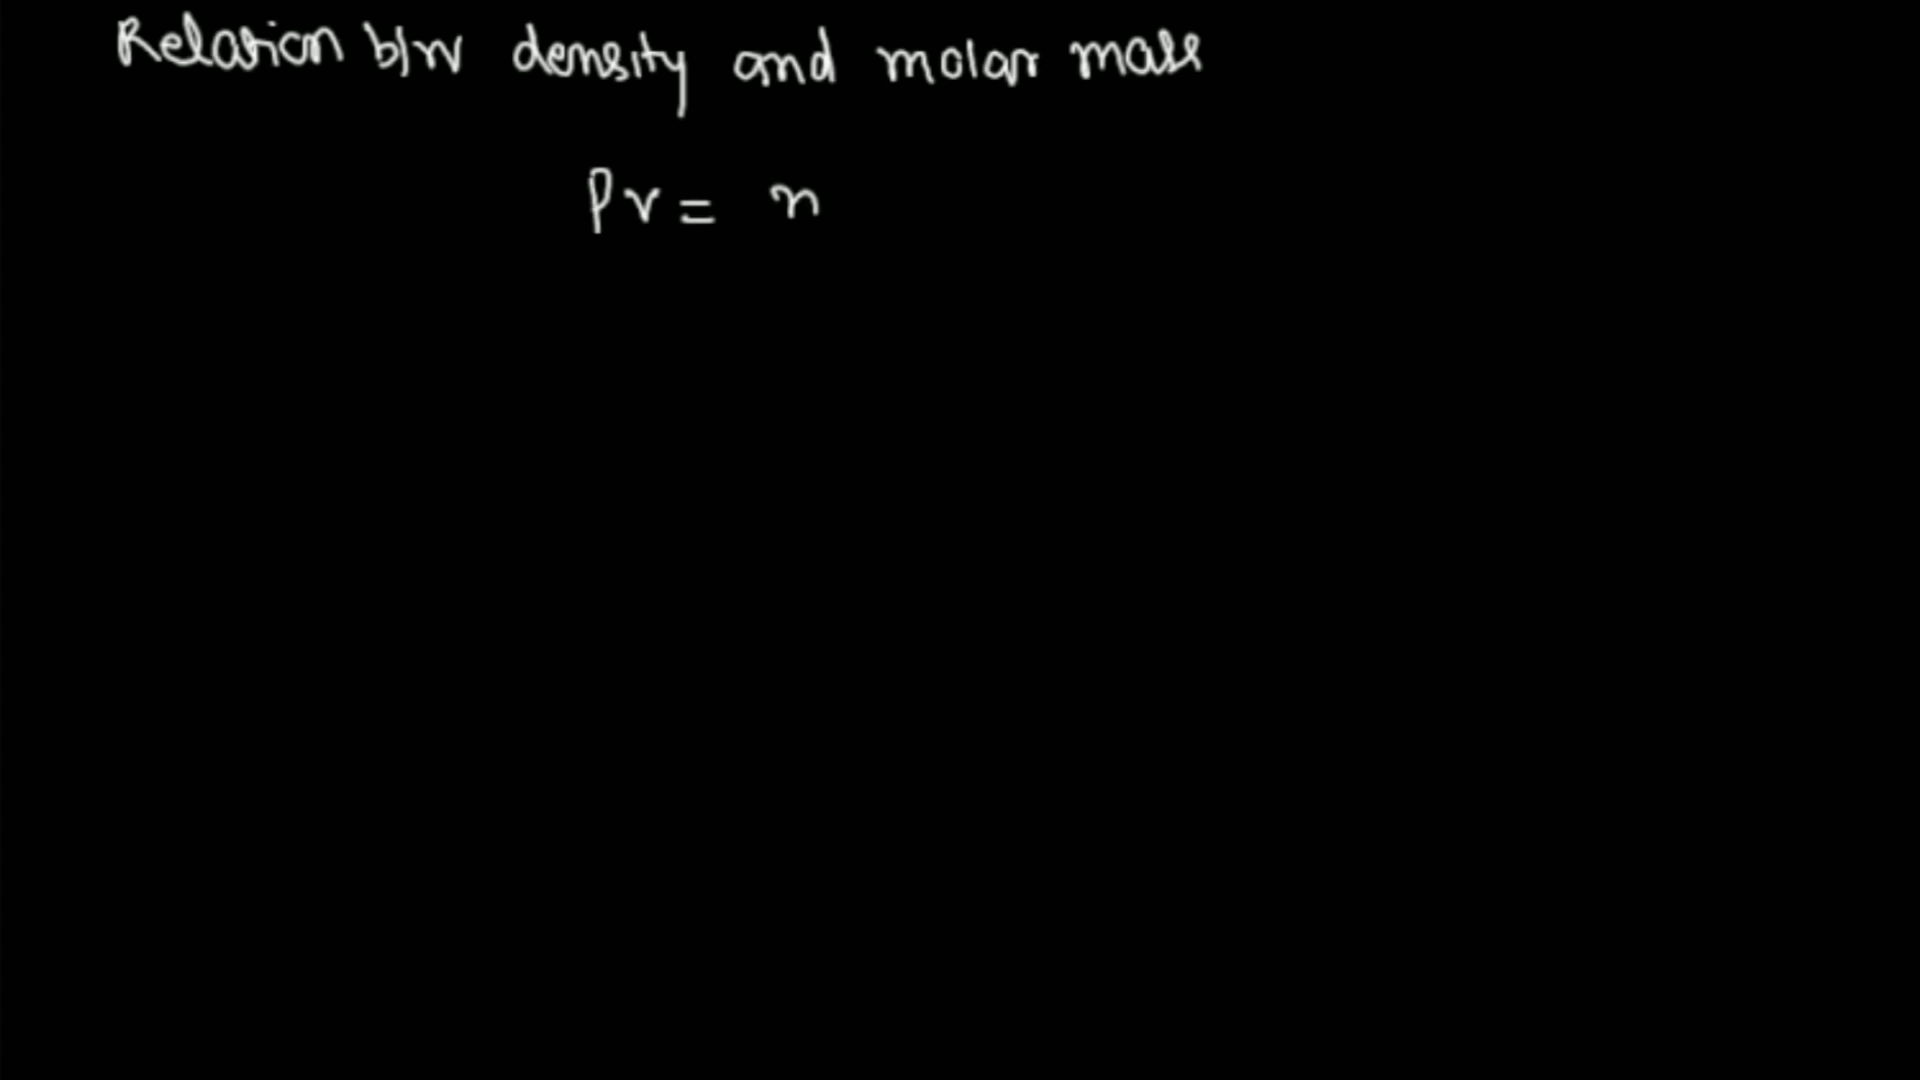 Relation b/w density and molar mass
Pv = n